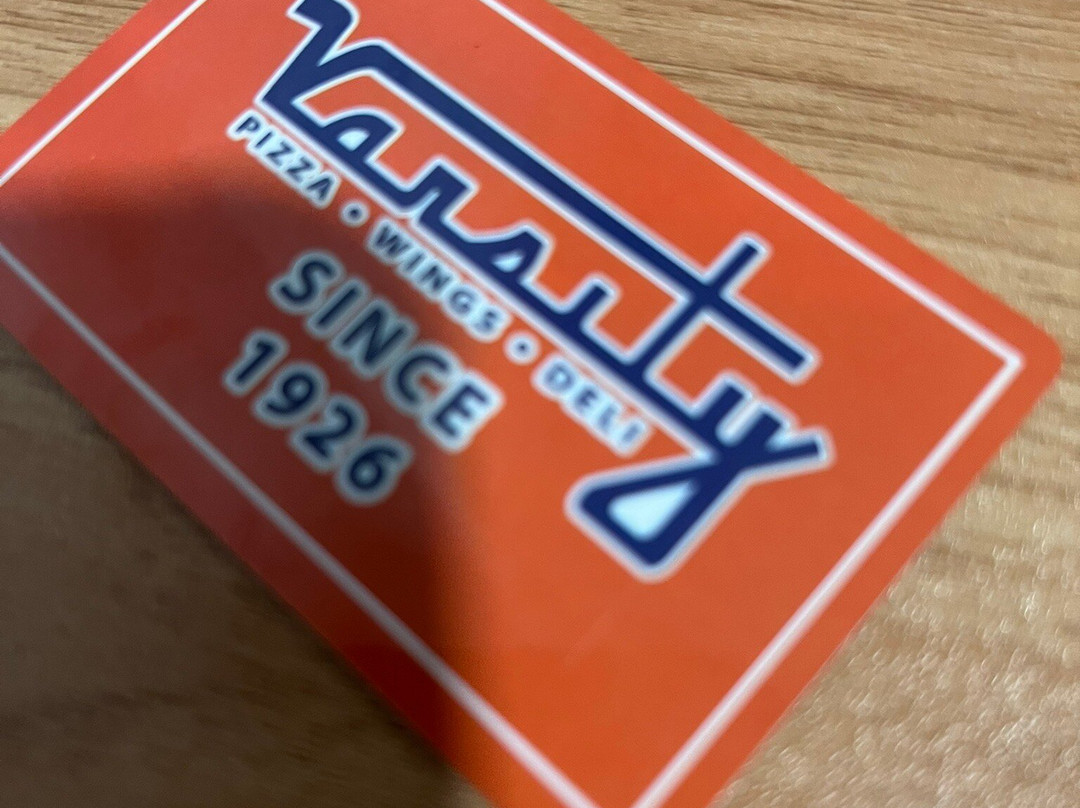 Varsity
PIZZA • WINGS • DELI
SINCE
1926